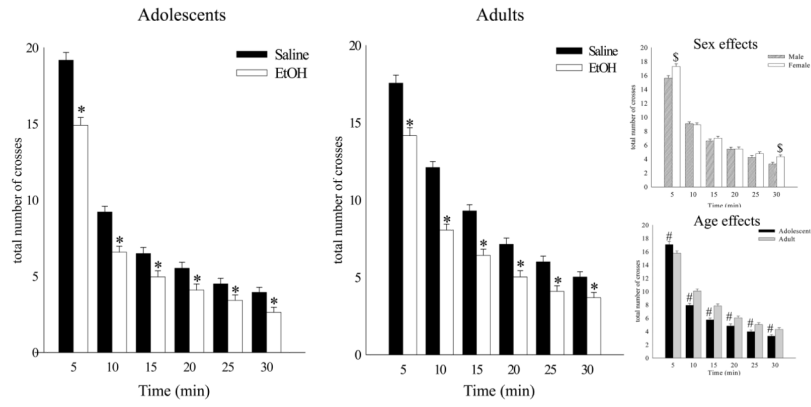 Adolescents
20
15
10
5
0
total number of crosses
Saline
EtOH
*
*
*
*
*
*
5 10 15 20 25 30
Time (min)
Adults
20
15
10
5
0
total number of crosses
Saline
EtOH
*
*
*
*
*
*
5 10 15 20 25 30
Time (min)
Sex effects
20
18
16
14
12
10
8
6
4
2
0
total number of crosses
Male
Female
$
$
5 10 15 20 25 30
Time (min)
Age effects
20
18
16
14
12
10
8
6
4
2
0
total number of crosses
Adolescent
Adult
#
#
#
#
#
#
5 10 15 20 25 30
Time (min)